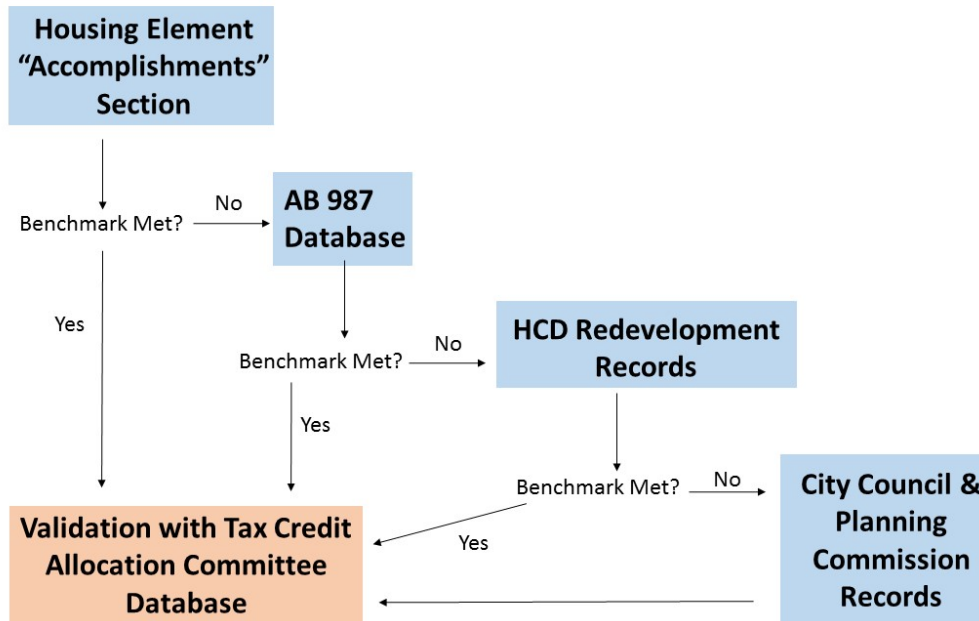 Housing Element
“Accomplishments”
Section
Benchmark Met?
No
AB 987
Database
Yes
Benchmark Met?
No
HCD Redevelopment
Records
Yes
Benchmark Met?
No
City Council &
Planning
Commission
Records
Yes
Validation with Tax Credit
Allocation Committee
Database